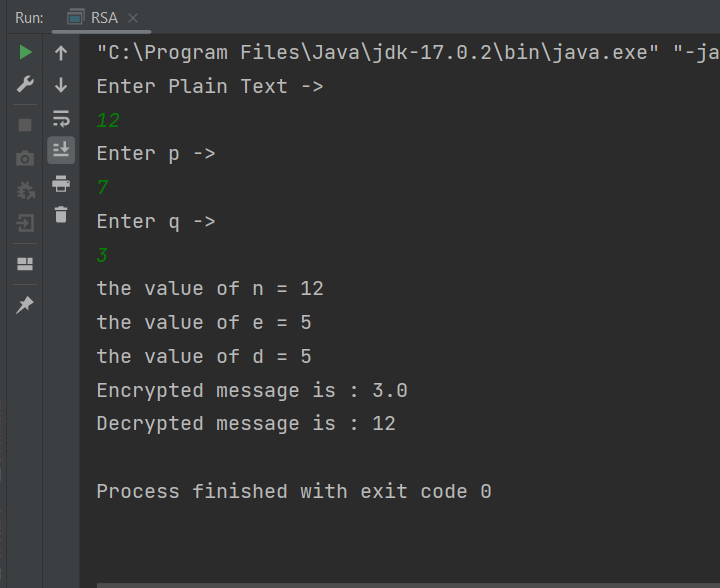 Run: RSA
"C:\Program Files\Java\jdk-17.0.2\bin\java.exe" "-ja
Enter Plain Text ->
12
Enter p ->
7
Enter q ->
3
the value of n = 12
the value of e = 5
the value of d = 5
Encrypted message is : 3.0
Decrypted message is : 12
Process finished with exit code 0